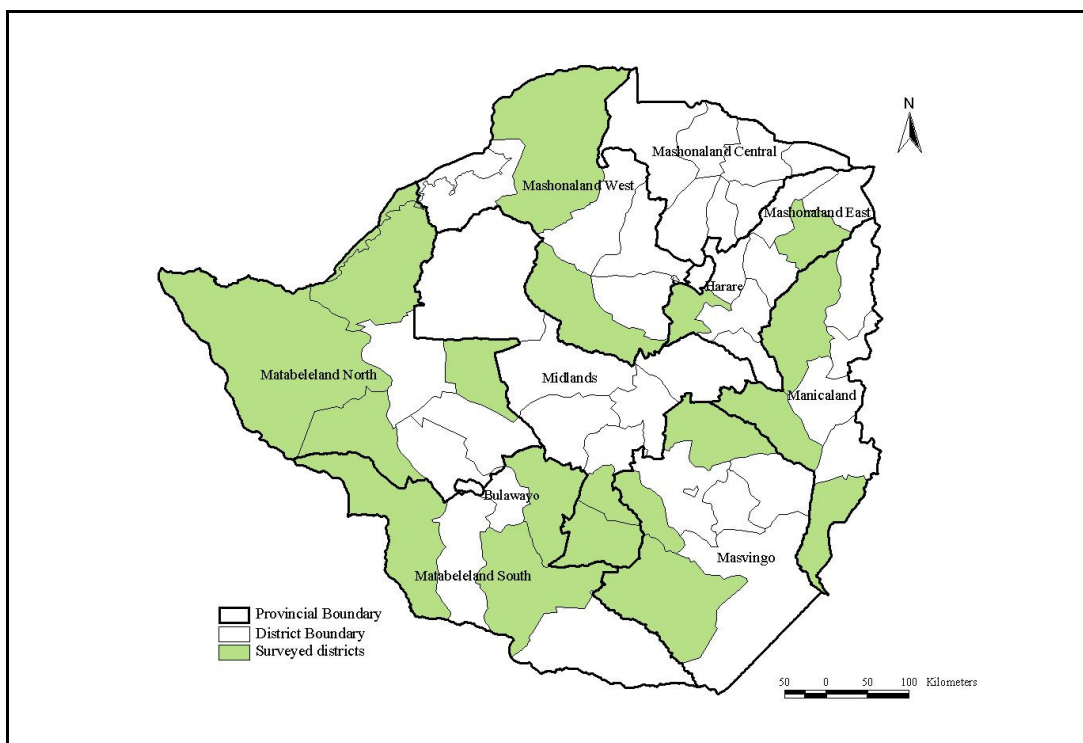 N
Mashonaland Central
Mashonaland West
Mashonaland East
Harare
Matabeleland North
Midlands
Manicaland
Bulawayo
Masvingo
Matabeleland South
Provincial Boundary
District Boundary
Surveyed districts
50 0 50 100 Kilometers